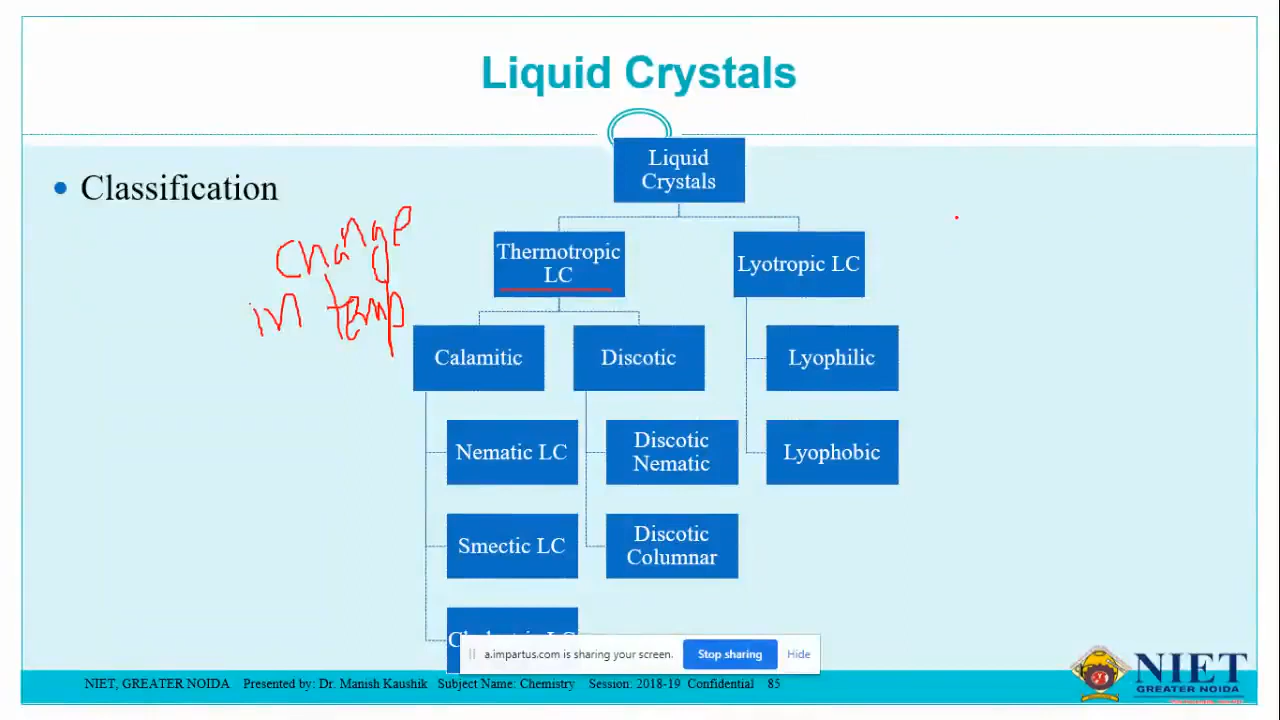 Liquid Crystals
Liquid
Crystals
• Classification
change
in temp
Thermotropic
LC
Lyotropic LC
Calamitic
Discotic
Lyophilic
Nematic LC
Discotic
Nematic
Lyophobic
Smectic LC
Discotic
Columnar
LC
a.impartus.com is sharing your screen.
Stop sharing
Hide
NIET, GREATER NOIDA Presented by: Dr. Manish Kaushik Subject Name: Chemistry Session: 2018-19 Confidential 85
NIET
GREATER NOIDA